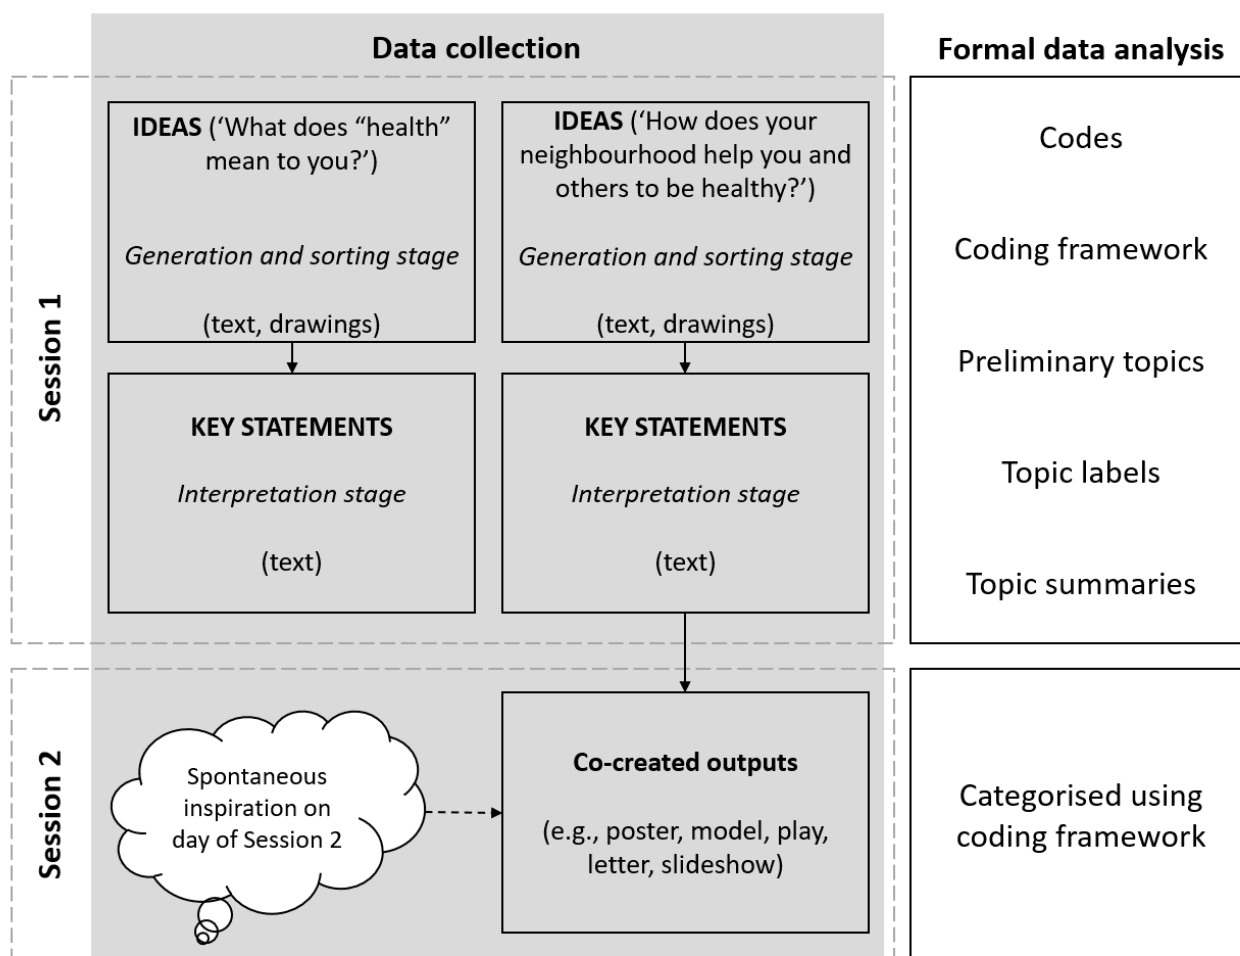 Data collection
Formal data analysis
Session 1
IDEAS (‘What does “health”
mean to you?’)
Generation and sorting stage
(text, drawings)
IDEAS (‘How does your
neighbourhood help you and
others to be healthy?’)
Generation and sorting stage
(text, drawings)
KEY STATEMENTS
Interpretation stage
(text)
KEY STATEMENTS
Interpretation stage
(text)
Codes
Coding framework
Preliminary topics
Topic labels
Topic summaries
Session 2
Spontaneous
inspiration on
day of Session 2
Co-created outputs
(e.g., poster, model, play,
letter, slideshow)
Categorised using
coding framework